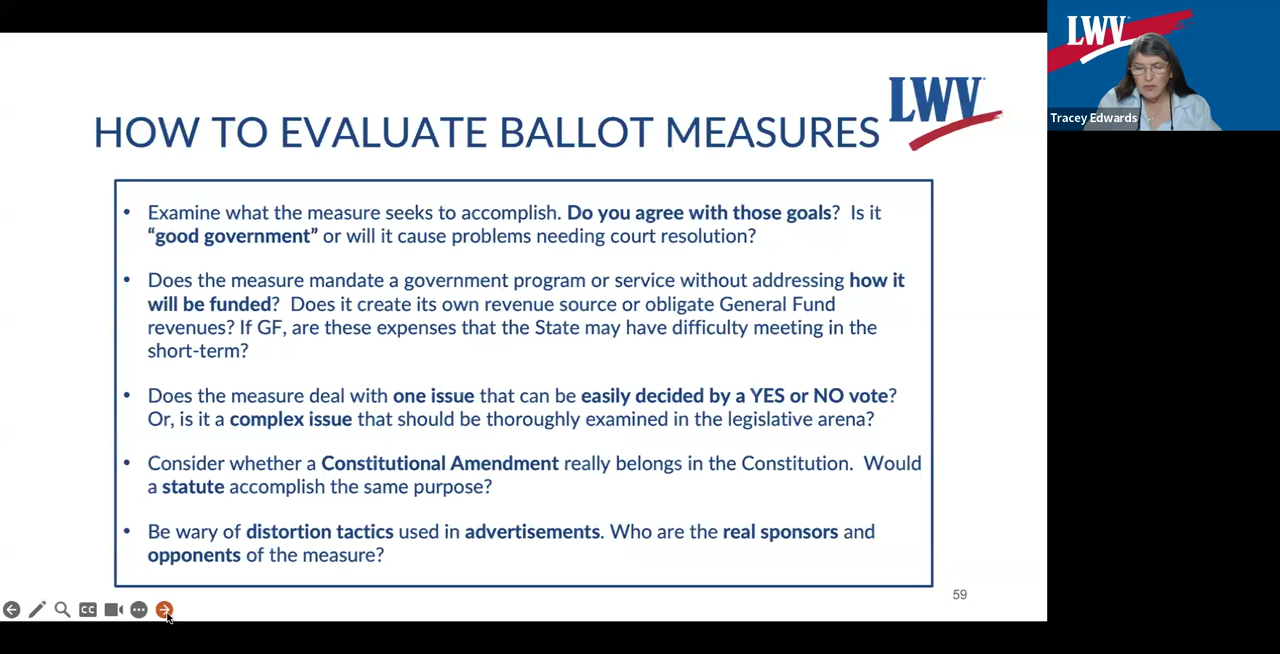 LWV
HOW TO EVALUATE BALLOT MEASURES
LWV
Tracey Edwards
• Examine what the measure seeks to accomplish. Do you agree with those goals? Is it
“good government” or will it cause problems needing court resolution?
• Does the measure mandate a government program or service without addressing how it
will be funded? Does it create its own revenue source or obligate General Fund
revenues? If GF, are these expenses that the State may have difficulty meeting in the
short-term?
• Does the measure deal with one issue that can be easily decided by a YES or NO vote?
Or, is it a complex issue that should be thoroughly examined in the legislative arena?
• Consider whether a Constitutional Amendment really belongs in the Constitution. Would
a statute accomplish the same purpose?
• Be wary of distortion tactics used in advertisements. Who are the real sponsors and
opponents of the measure?
59
CC